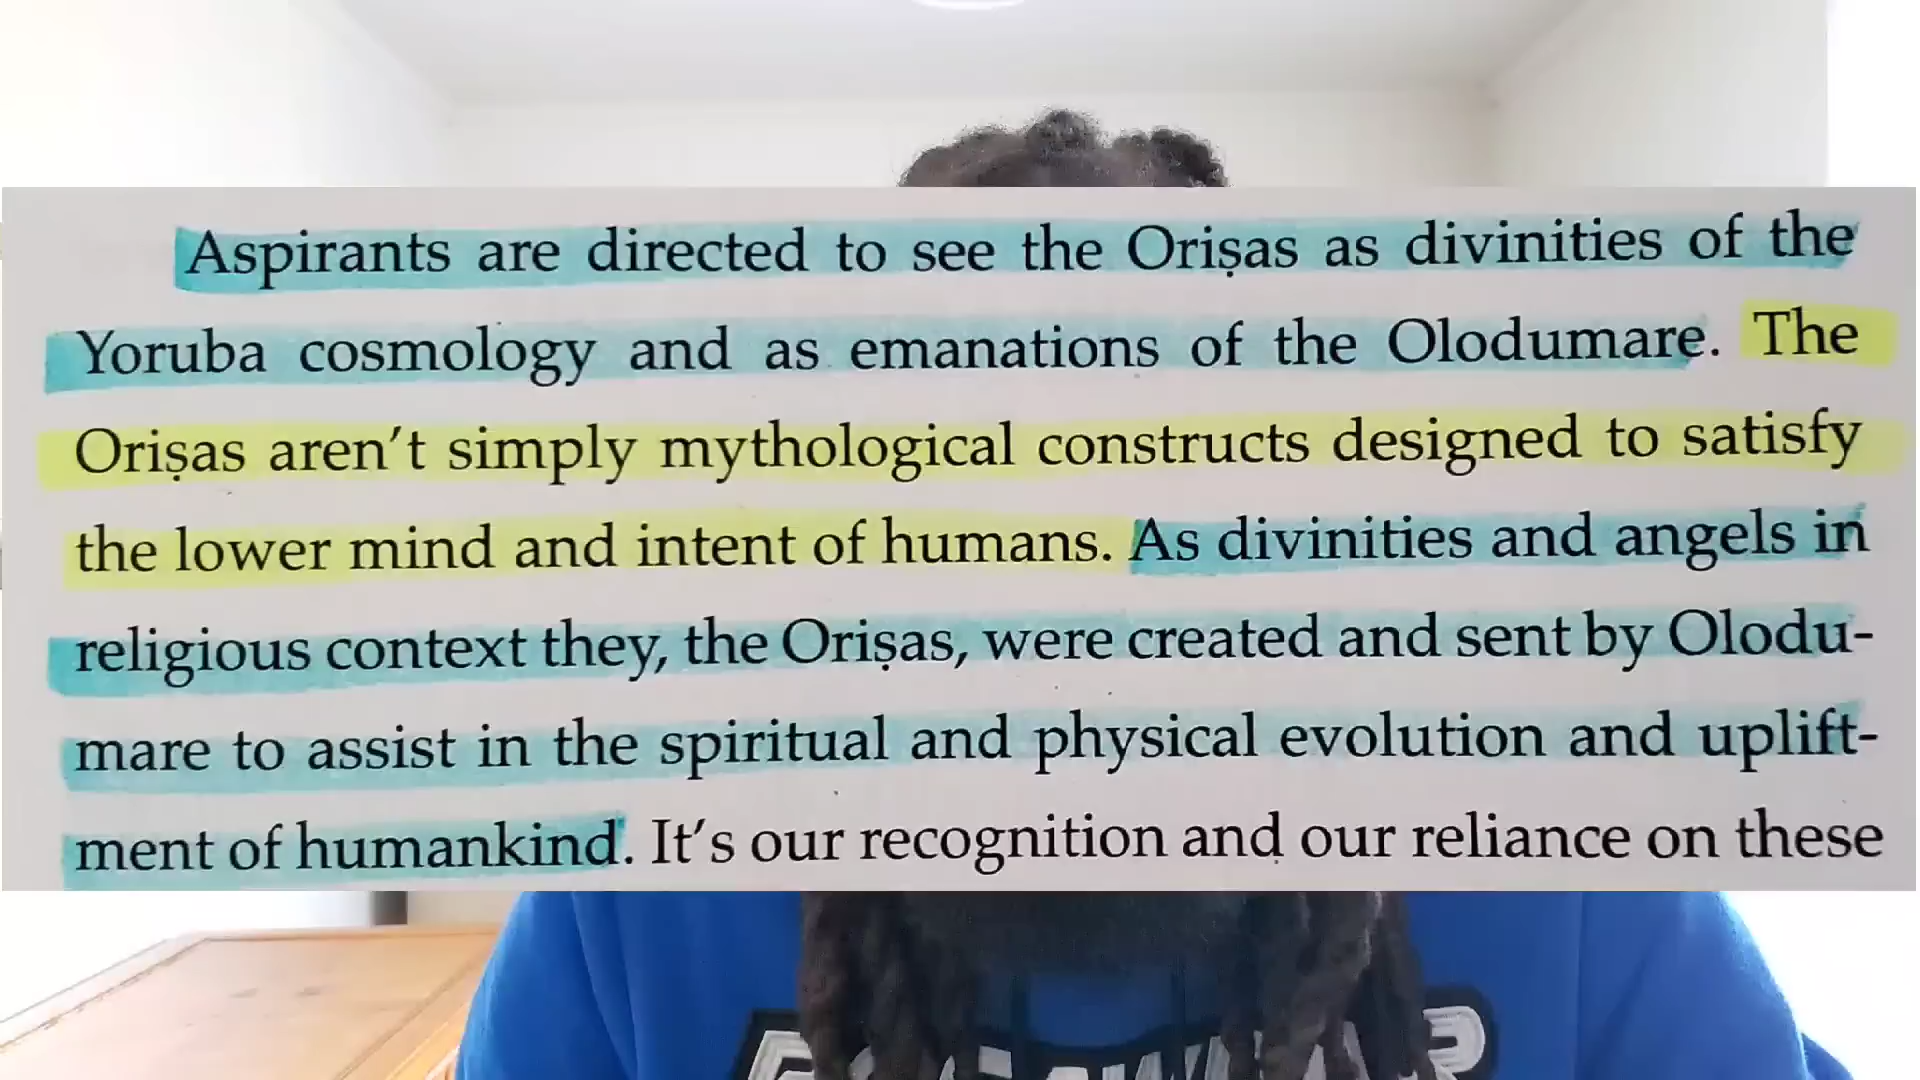 Aspirants are directed to see the Oriṣas as divinities of the
Yoruba cosmology and as emanations of the Olodumare. The
Oriṣas aren't simply mythological constructs designed to satisfy
the lower mind and intent of humans. As divinities and angels in
religious context they, the Oriṣas, were created and sent by Olodu-
mare to assist in the spiritual and physical evolution and uplift-
ment of humankind. It's our recognition and our reliance on these